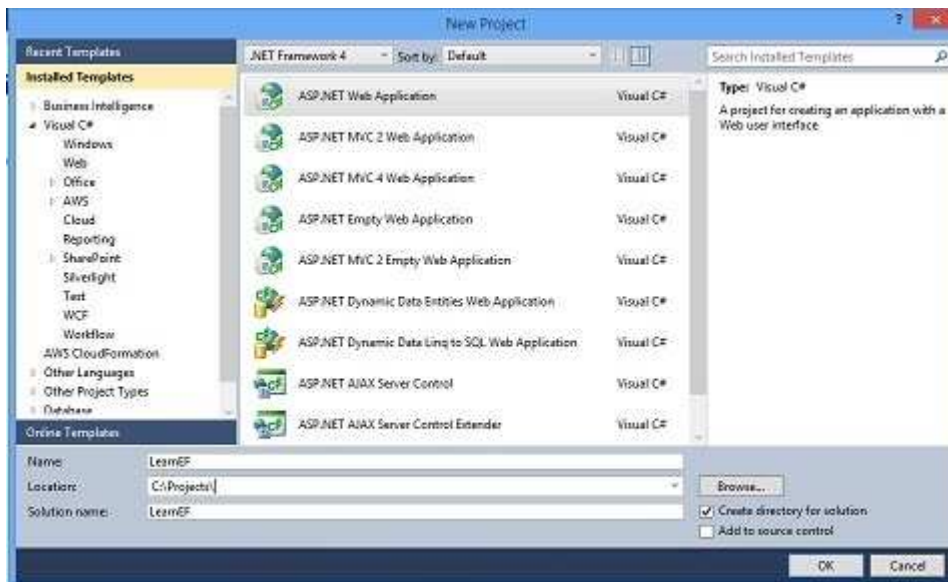 New Project
?
Recent Templates
.NET Framework 4
Sort by: Default
Search Installed Templates
Installed Templates
Business Intelligence
Visual C#
Windows
Web
Office
AWS
Cloud
Reporting
SharePoint
Silverlight
Test
WCF
Workflow
AWS CloudFormation
Other Languages
Other Project Types
Database
Online Templates
ASP.NET Web Application Visual C#
ASP.NET MVC 2 Web Application Visual C#
ASP.NET MVC 4 Web Application Visual C#
ASP.NET Empty Web Application Visual C#
ASP.NET MVC 2 Empty Web Application Visual C#
ASP.NET Dynamic Data Entities Web Application Visual C#
ASP.NET Dynamic Data Linq to SQL Web Application Visual C#
ASP.NET AJAX Server Control Visual C#
ASP.NET AJAX Server Control Extender Visual C#
Type: Visual C#
A project for creating an application with a
Web user interface
Name: LearnEF
Location: C:\Projects\
Browse...
Solution name: LearnEF
Create directory for solution
Add to source control
OK
Cancel